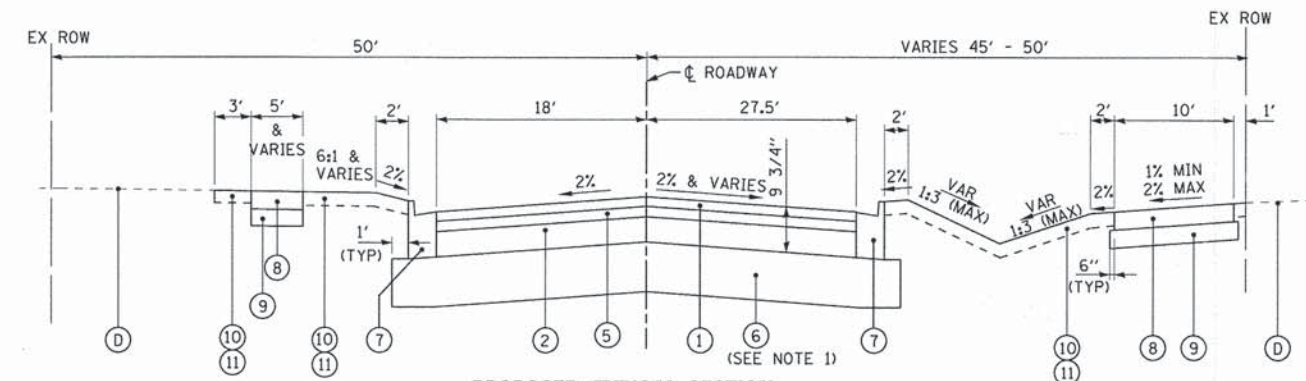 EX ROW
EX ROW
50'
VARIES 45' - 50'
℄ ROADWAY
3'
5'
&
VARIES
2'
18'
27.5'
2'
2'
10'
1'
6:1 &
VARIES
2%
2%
2% & VARIES
9 3/4"
2%
VAR
1:3 (MAX)
VAR
1:3 (MAX)
2%
1% MIN
2% MAX
1'
(TYP)
6"
(TYP)
8
9
D
10
11
10
11
7
2
5
1
6
(SEE NOTE 1)
7
10
11
8
9
D